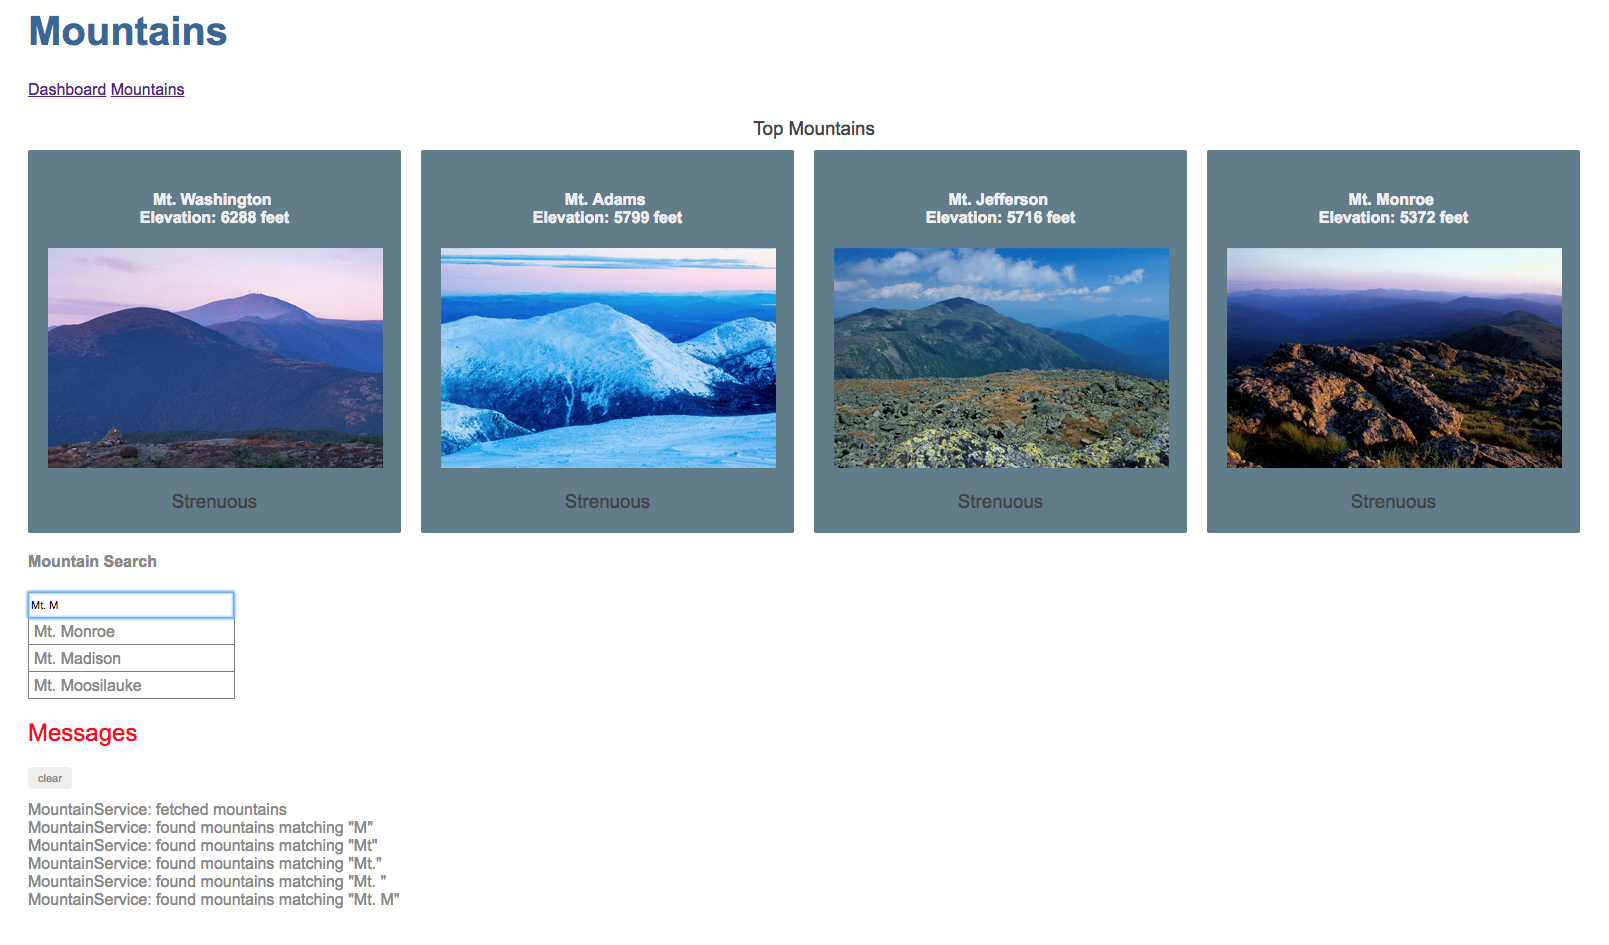 Mountains
Dashboard Mountains
Top Mountains
Mt. Washington
Elevation: 6288 feet
Strenuous
Mt. Adams
Elevation: 5799 feet
Strenuous
Mt. Jefferson
Elevation: 5716 feet
Strenuous
Mt. Monroe
Elevation: 5372 feet
Strenuous
Mountain Search
Mt. M
Mt. Monroe
Mt. Madison
Mt. Moosilauke
Messages
clear
MountainService: fetched mountains
MountainService: found mountains matching "M"
MountainService: found mountains matching "Mt"
MountainService: found mountains matching "Mt."
MountainService: found mountains matching "Mt. "
MountainService: found mountains matching "Mt. M"